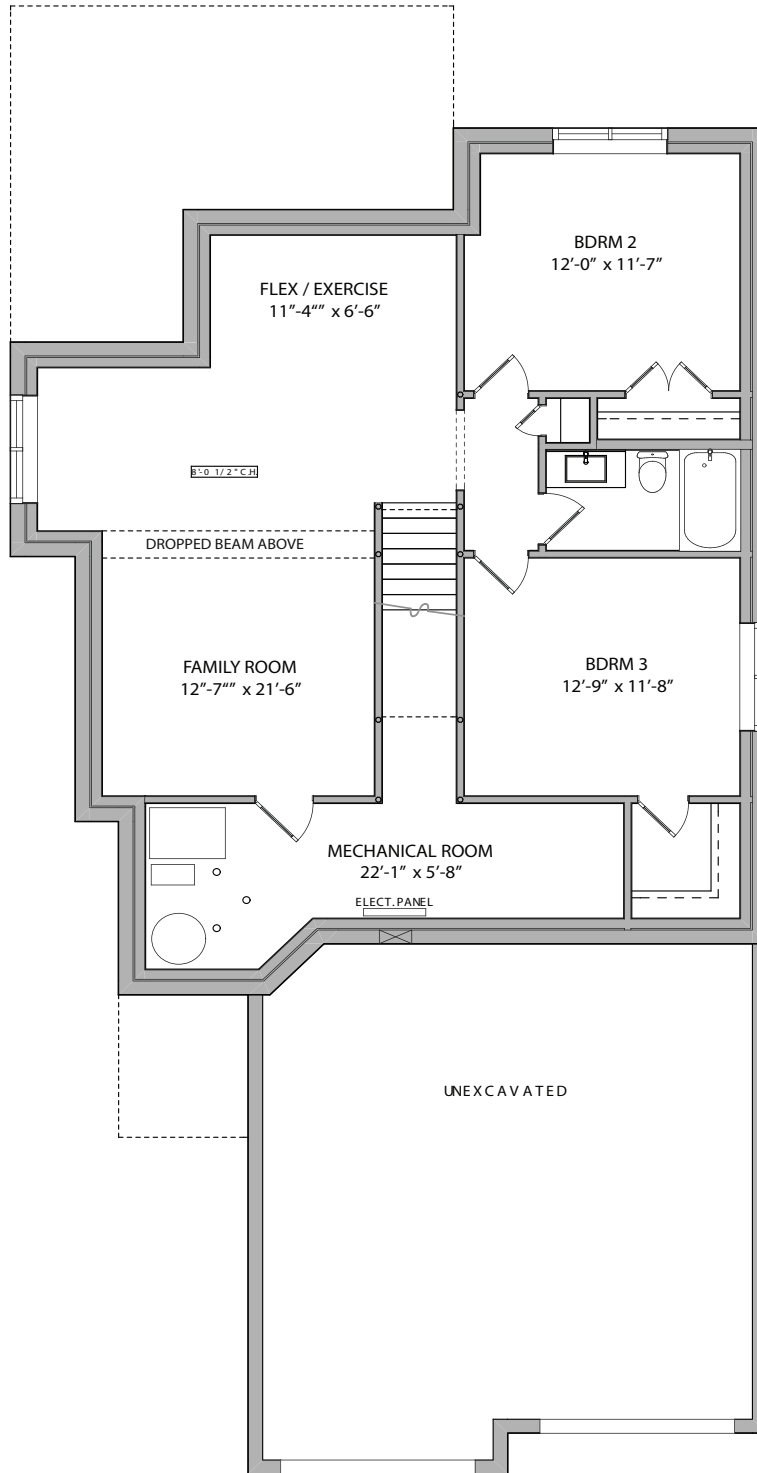 BDRM 2
12'-0" x 11'-7"
FLEX / EXERCISE
11"-4"" x 6'-6"
8'-0 1/2" C.H.
DROPPED BEAM ABOVE
FAMILY ROOM
12"-7"" x 21'-6"
BDRM 3
12'-9" x 11'-8"
MECHANICAL ROOM
22'-1" x 5'-8"
ELECT. PANEL
UNEXCAVATED